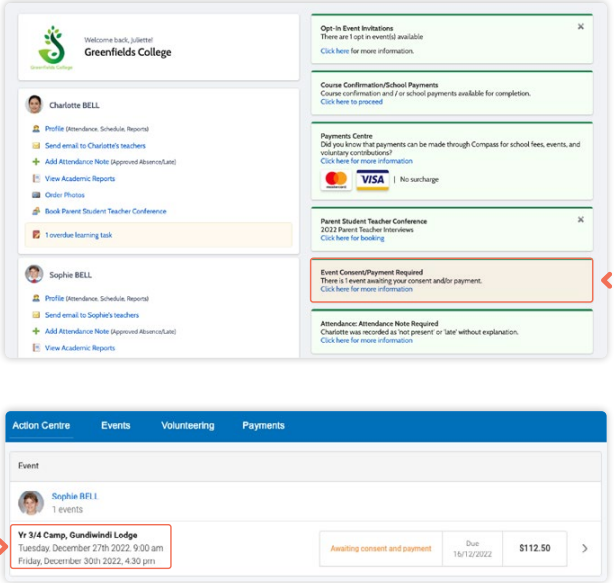 Welcome back, Juliette!
Greenfields College
Greenfields College
Charlotte BELL
Profile (Attendance, Schedule, Reports)
Send email to Charlotte's teachers
Add Attendance Note (Approved Absence/Late)
View Academic Reports
Order Photos
Book Parent Student Teacher Conference
1 overdue learning task
Sophie BELL
Profile (Attendance, Schedule, Reports)
Send email to Sophie's teachers
Add Attendance Note (Approved Absence/Late)
View Academic Reports
Opt-In Event Invitations
There are 1 opt in event(s) available
Click here for more information.
Course Confirmation/School Payments
Course confirmation and / or school payments available for completion.
Click here to proceed
Payments Centre
Did you know that payments can be made through Compass for school fees, events, and
voluntary contributions?
Click here for more information
mastercard VISA | No surcharge
Parent Student Teacher Conference
2022 Parent Teacher Interviews
Click here for booking
Event Consent/Payment Required
There is 1 event awaiting your consent and/or payment.
Click here for more information
Attendance: Attendance Note Required
Charlotte was recorded as 'not present' or 'late' without explanation.
Click here for more information
Action Centre Events Volunteering Payments
Event
Sophie BELL
1 events
Yr 3/4 Camp, Gundiwindi Lodge
Tuesday, December 27th 2022, 9:00 am
Friday, December 30th 2022, 4:30 pm
Awaiting consent and payment
Due
16/12/2022
$112.50